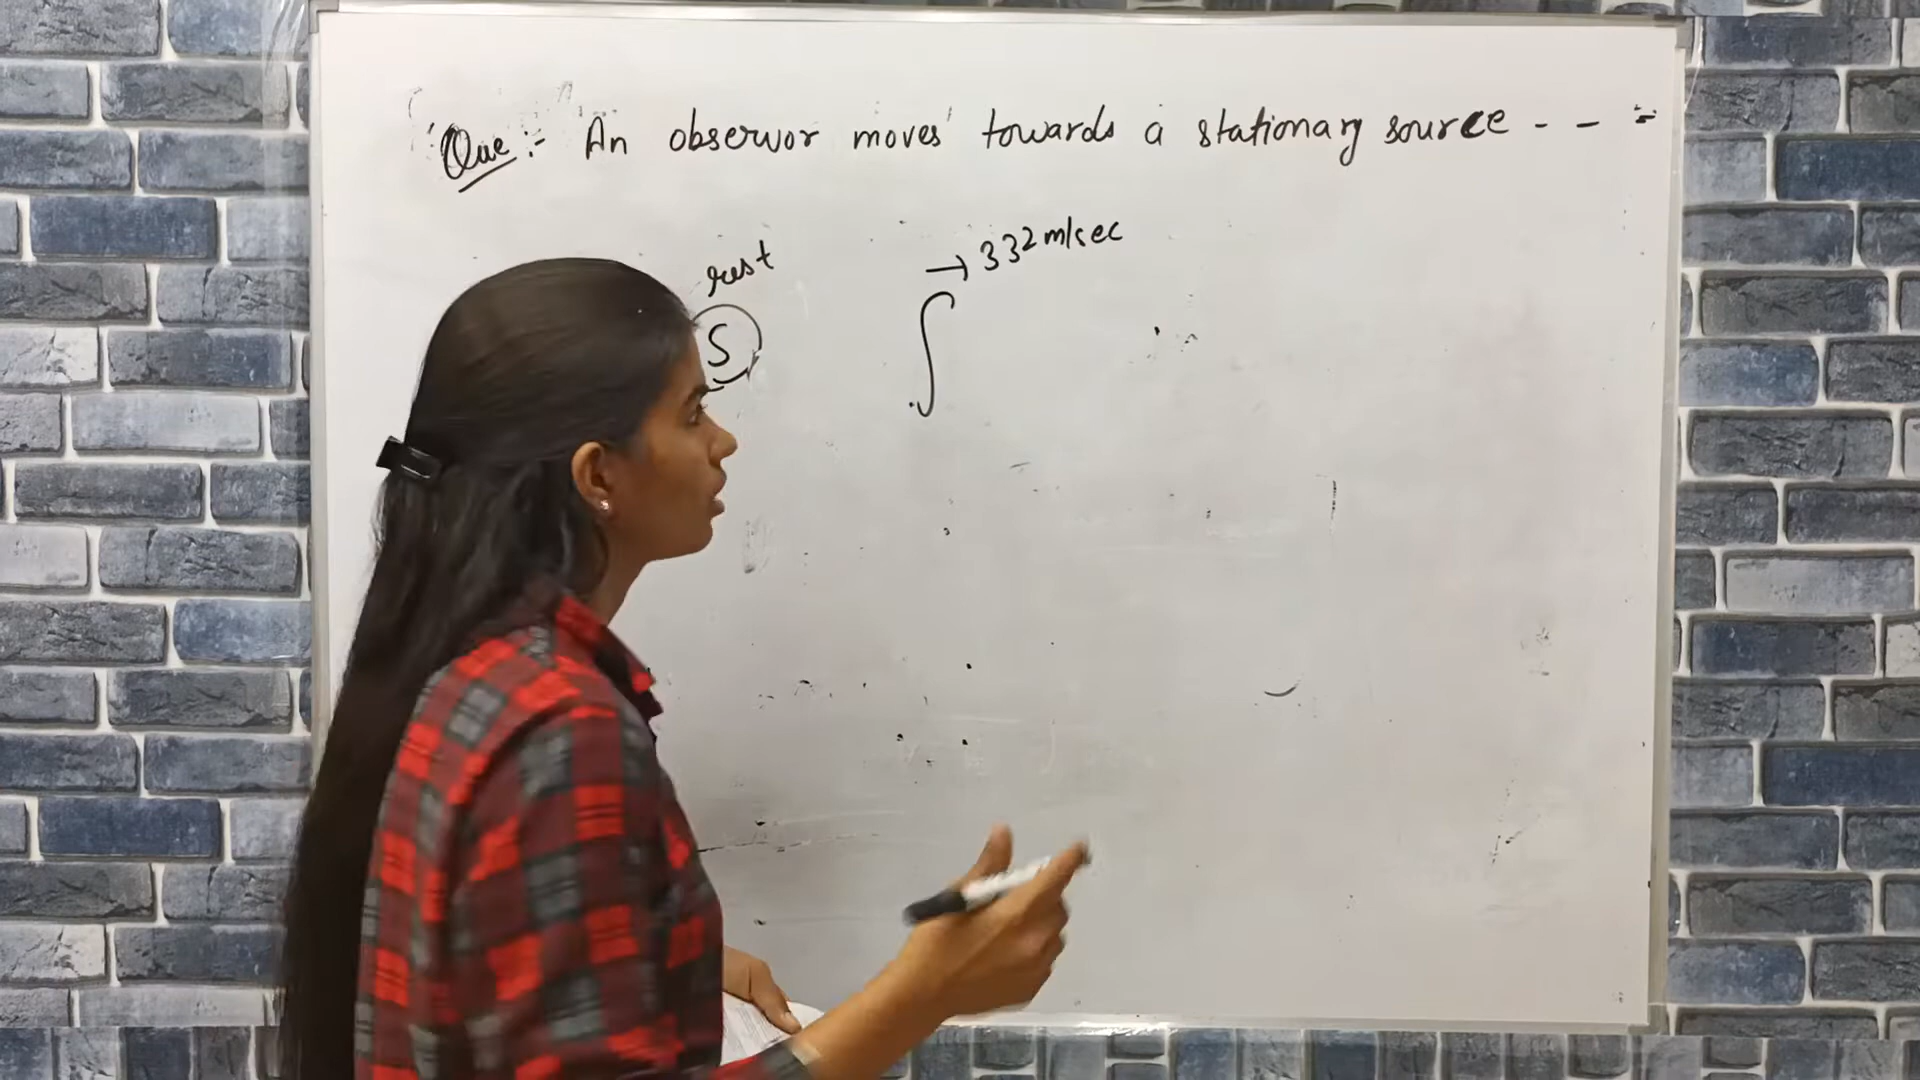 Que :- An observor moves towards a stationary source - - -
rest
→ 332 m/sec
S